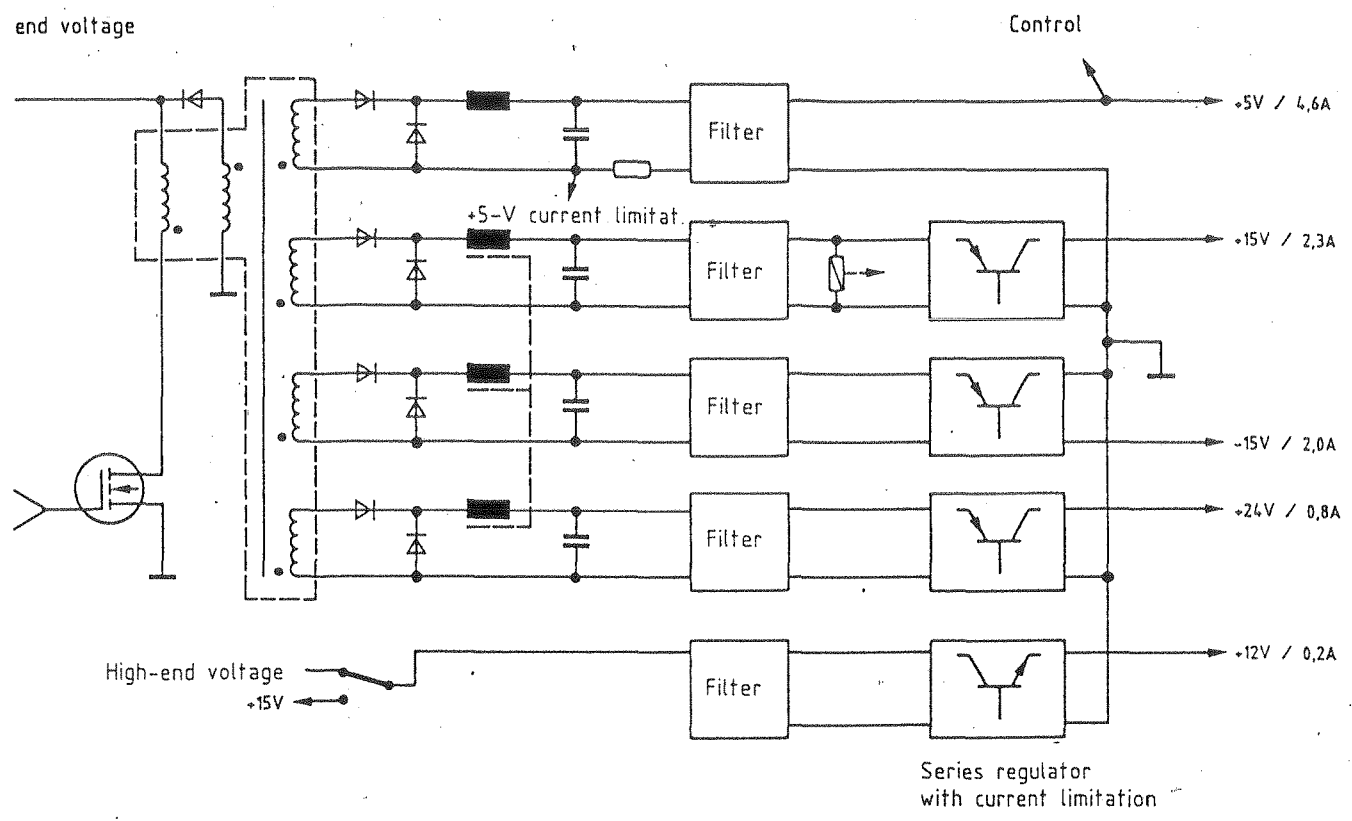 end voltage
Control
+5V / 4,6A
Filter
+5-V current limitat.
+15V / 2,3A
Filter
Filter
-15V / 2,0A
+24V / 0,8A
Filter
High-end voltage
+15V
Filter
+12V / 0,2A
Series regulator
with current limitation